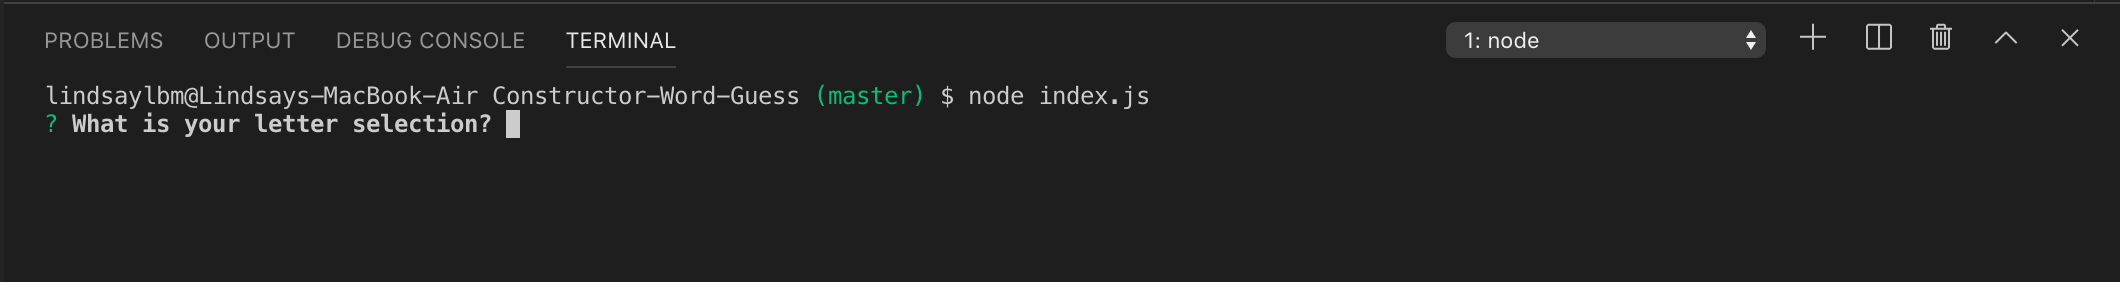 PROBLEMS OUTPUT DEBUG CONSOLE TERMINAL 1: node
lindsaylbm@Lindsays-MacBook-Air Constructor-Word-Guess (master) $ node index.js
? What is your letter selection?